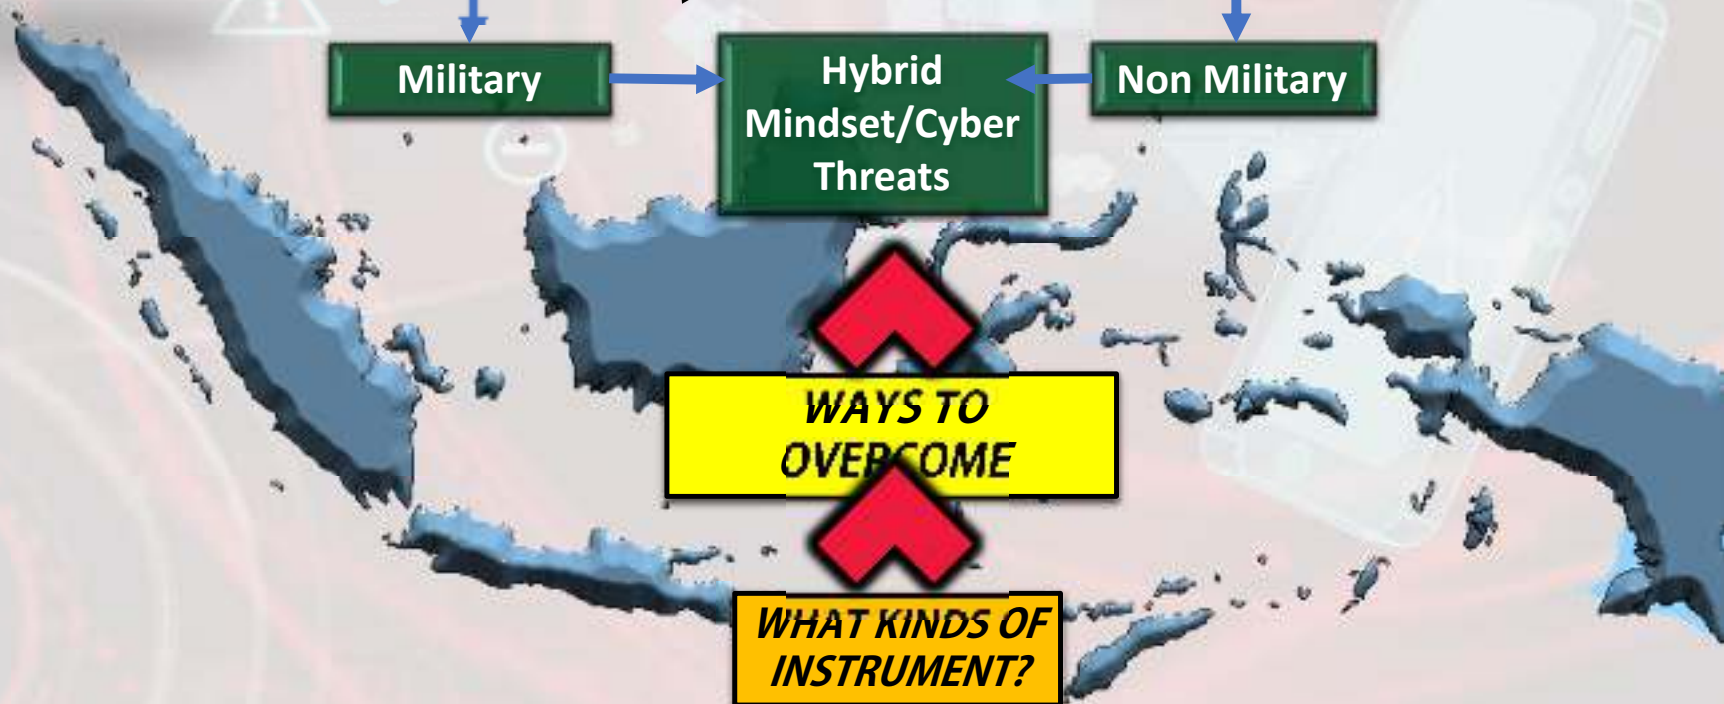 Military
Hybrid
Mindset/Cyber
Threats
Non Military
WAYS TO
OVERCOME
WHAT KINDS OF
INSTRUMENT?